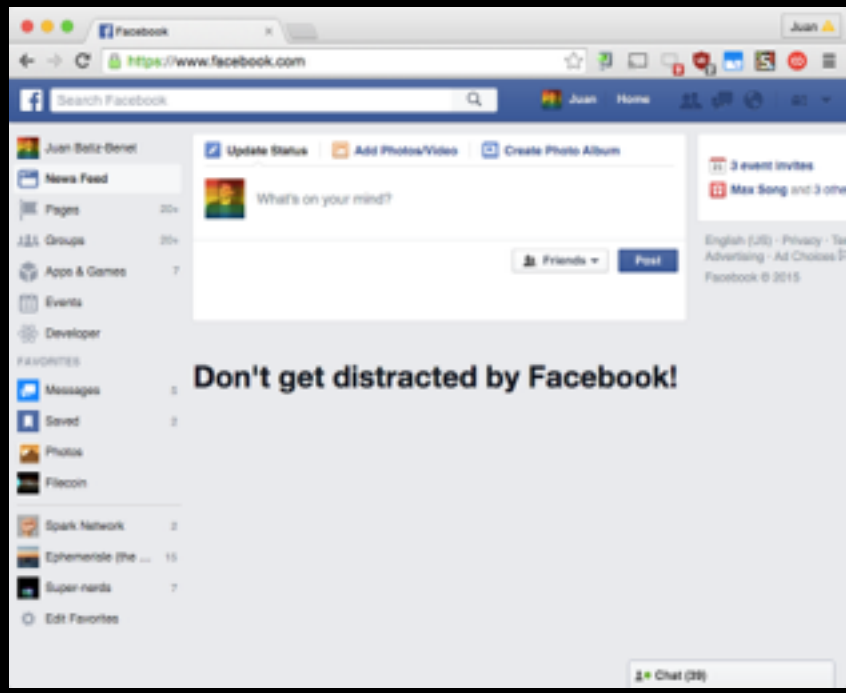 Facebook
Juan
https://www.facebook.com
Search Facebook
Juan
Home
Juan Batiz-Benet
News Feed
Pages 20+
Groups 20+
Apps & Games 7
Events
Developer
FAVORITES
Messages
Saved 2
Photos
Filecoin
Spark Network 2
Ephemerisle (the ... 15
Super-nerds 7
Edit Favorites
Update Status
Add Photos/Video
Create Photo Album
What's on your mind?
Friends
Post
Don't get distracted by Facebook!
3 event invites
Max Song and 3 othe
English (US) · Privacy · Te
Advertising · Ad Choices
Facebook © 2015
Chat (39)